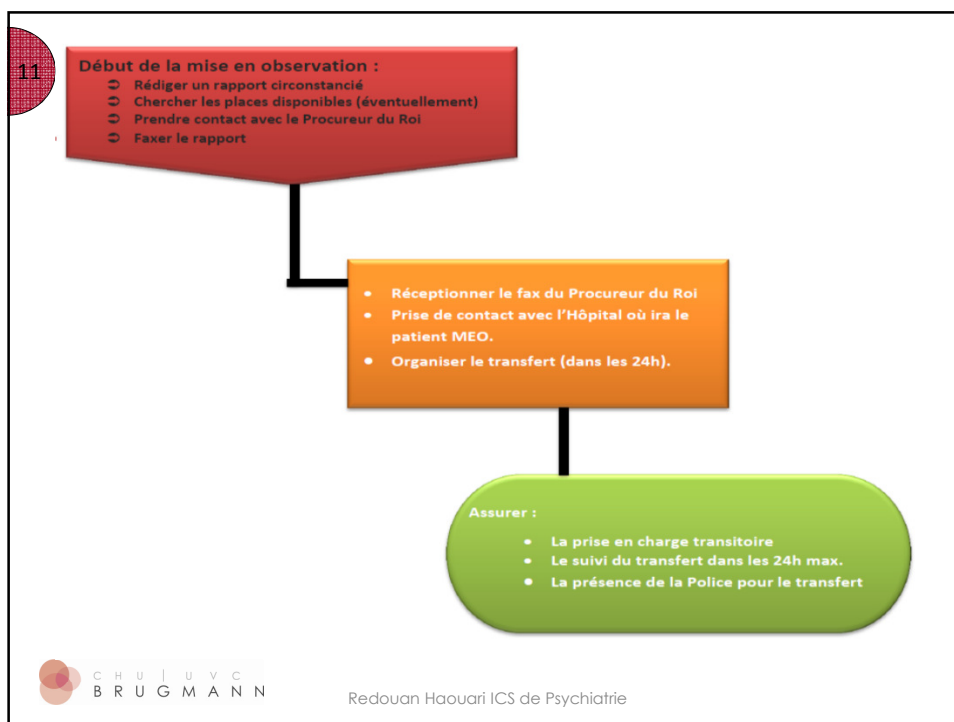 11
Début de la mise en observation :
➲ Rédiger un rapport circonstancié
➲ Chercher les places disponibles (éventuellement)
➲ Prendre contact avec le Procureur du Roi
➲ Faxer le rapport
• Réceptionner le fax du Procureur du Roi
• Prise de contact avec l’Hôpital où ira le
patient MEO.
• Organiser le transfert (dans les 24h).
Assurer :
• La prise en charge transitoire
• Le suivi du transfert dans les 24h max.
• La présence de la Police pour le transfert
CHU | UVC
BRUGMANN
Redouan Haouari ICS de Psychiatrie